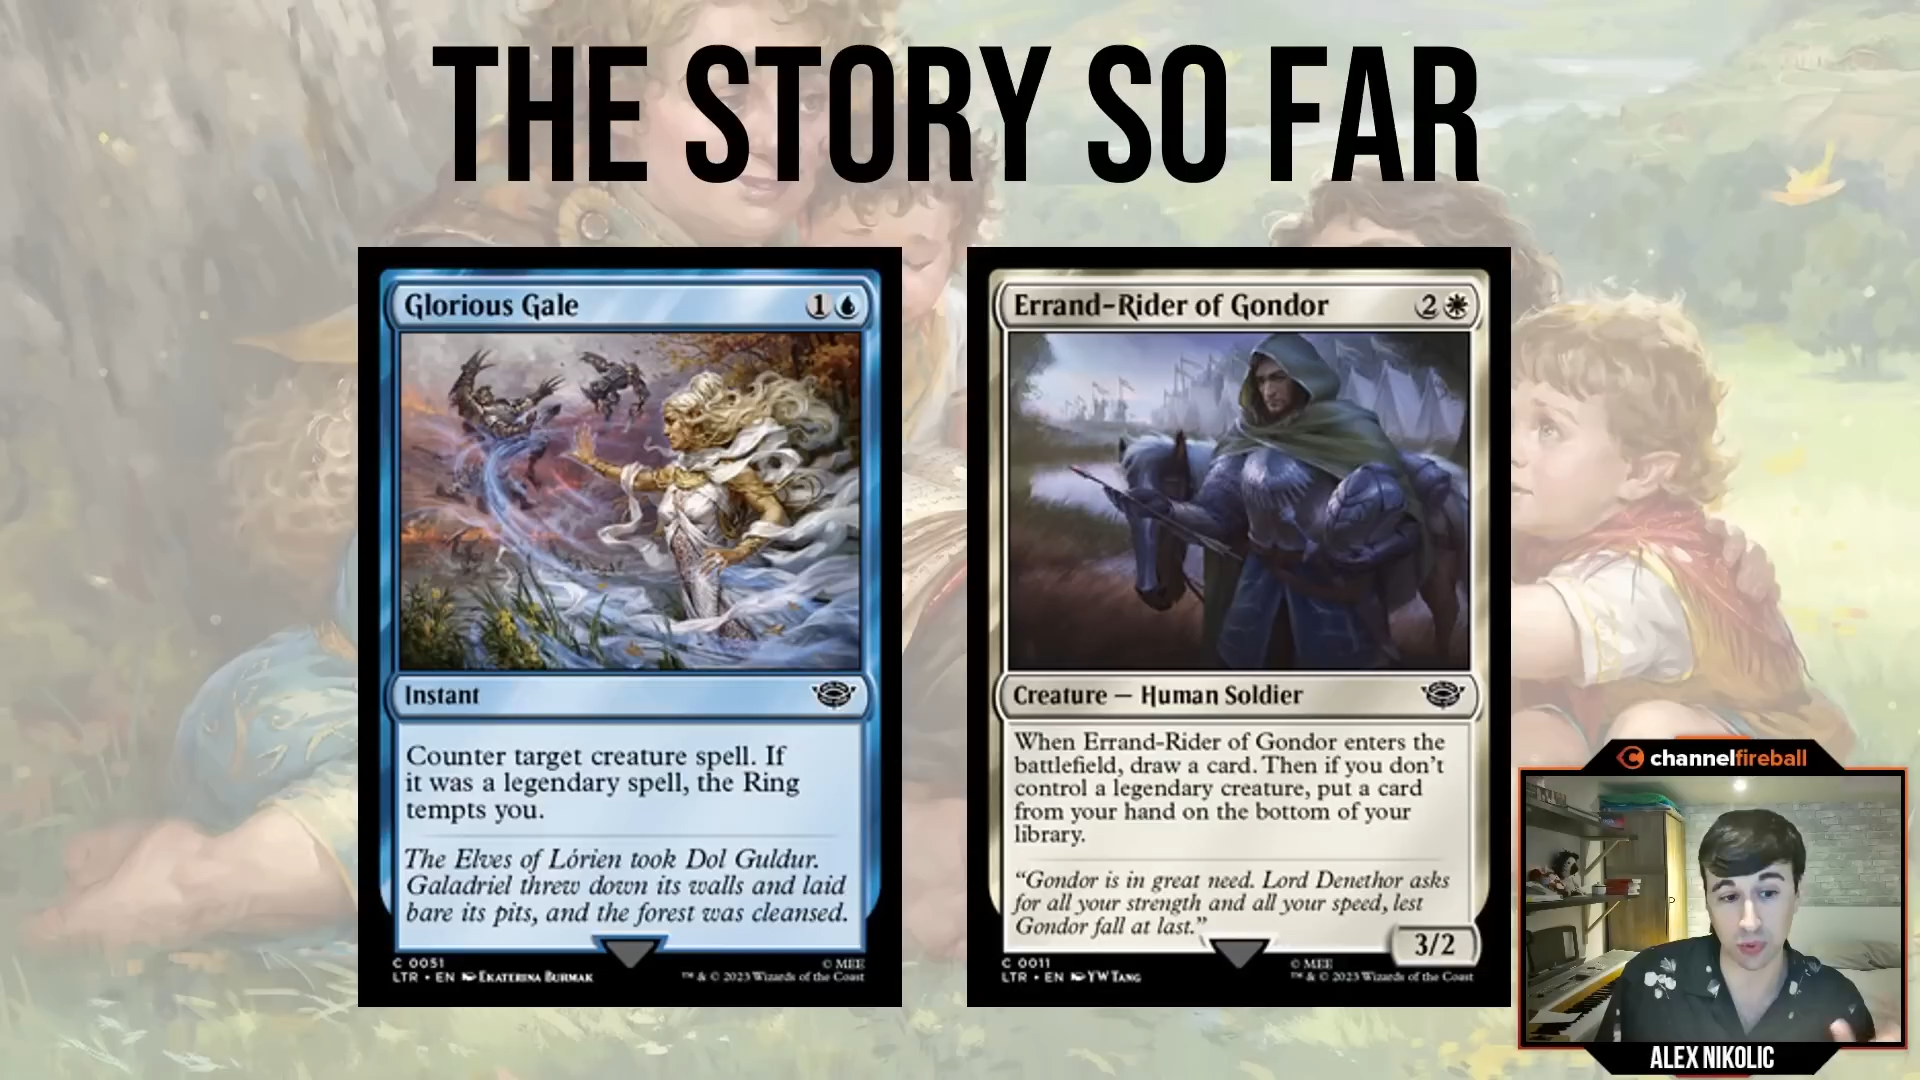 THE STORY SO FAR
Glorious Gale 1
Instant
Counter target creature spell. If
it was a legendary spell, the Ring
tempts you.
The Elves of Lórien took Dol Guldur.
Galadriel threw down its walls and laid
bare its pits, and the forest was cleansed.
C 0051
LTR • EN EKATERINA BURMAK
© MEE
™ & © 2023 Wizards of the Coast
Errand-Rider of Gondor 2
Creature — Human Soldier
When Errand-Rider of Gondor enters the
battlefield, draw a card. Then if you don't
control a legendary creature, put a card
from your hand on the bottom of your
library.
“Gondor is in great need. Lord Denethor asks
for all your strength and all your speed, lest
Gondor fall at last.”
3/2
C 0011
LTR • EN YW TANG
© MEE
™ & © 2023 Wizards of the Coast
channelfireball
ALEX NIKOLIC